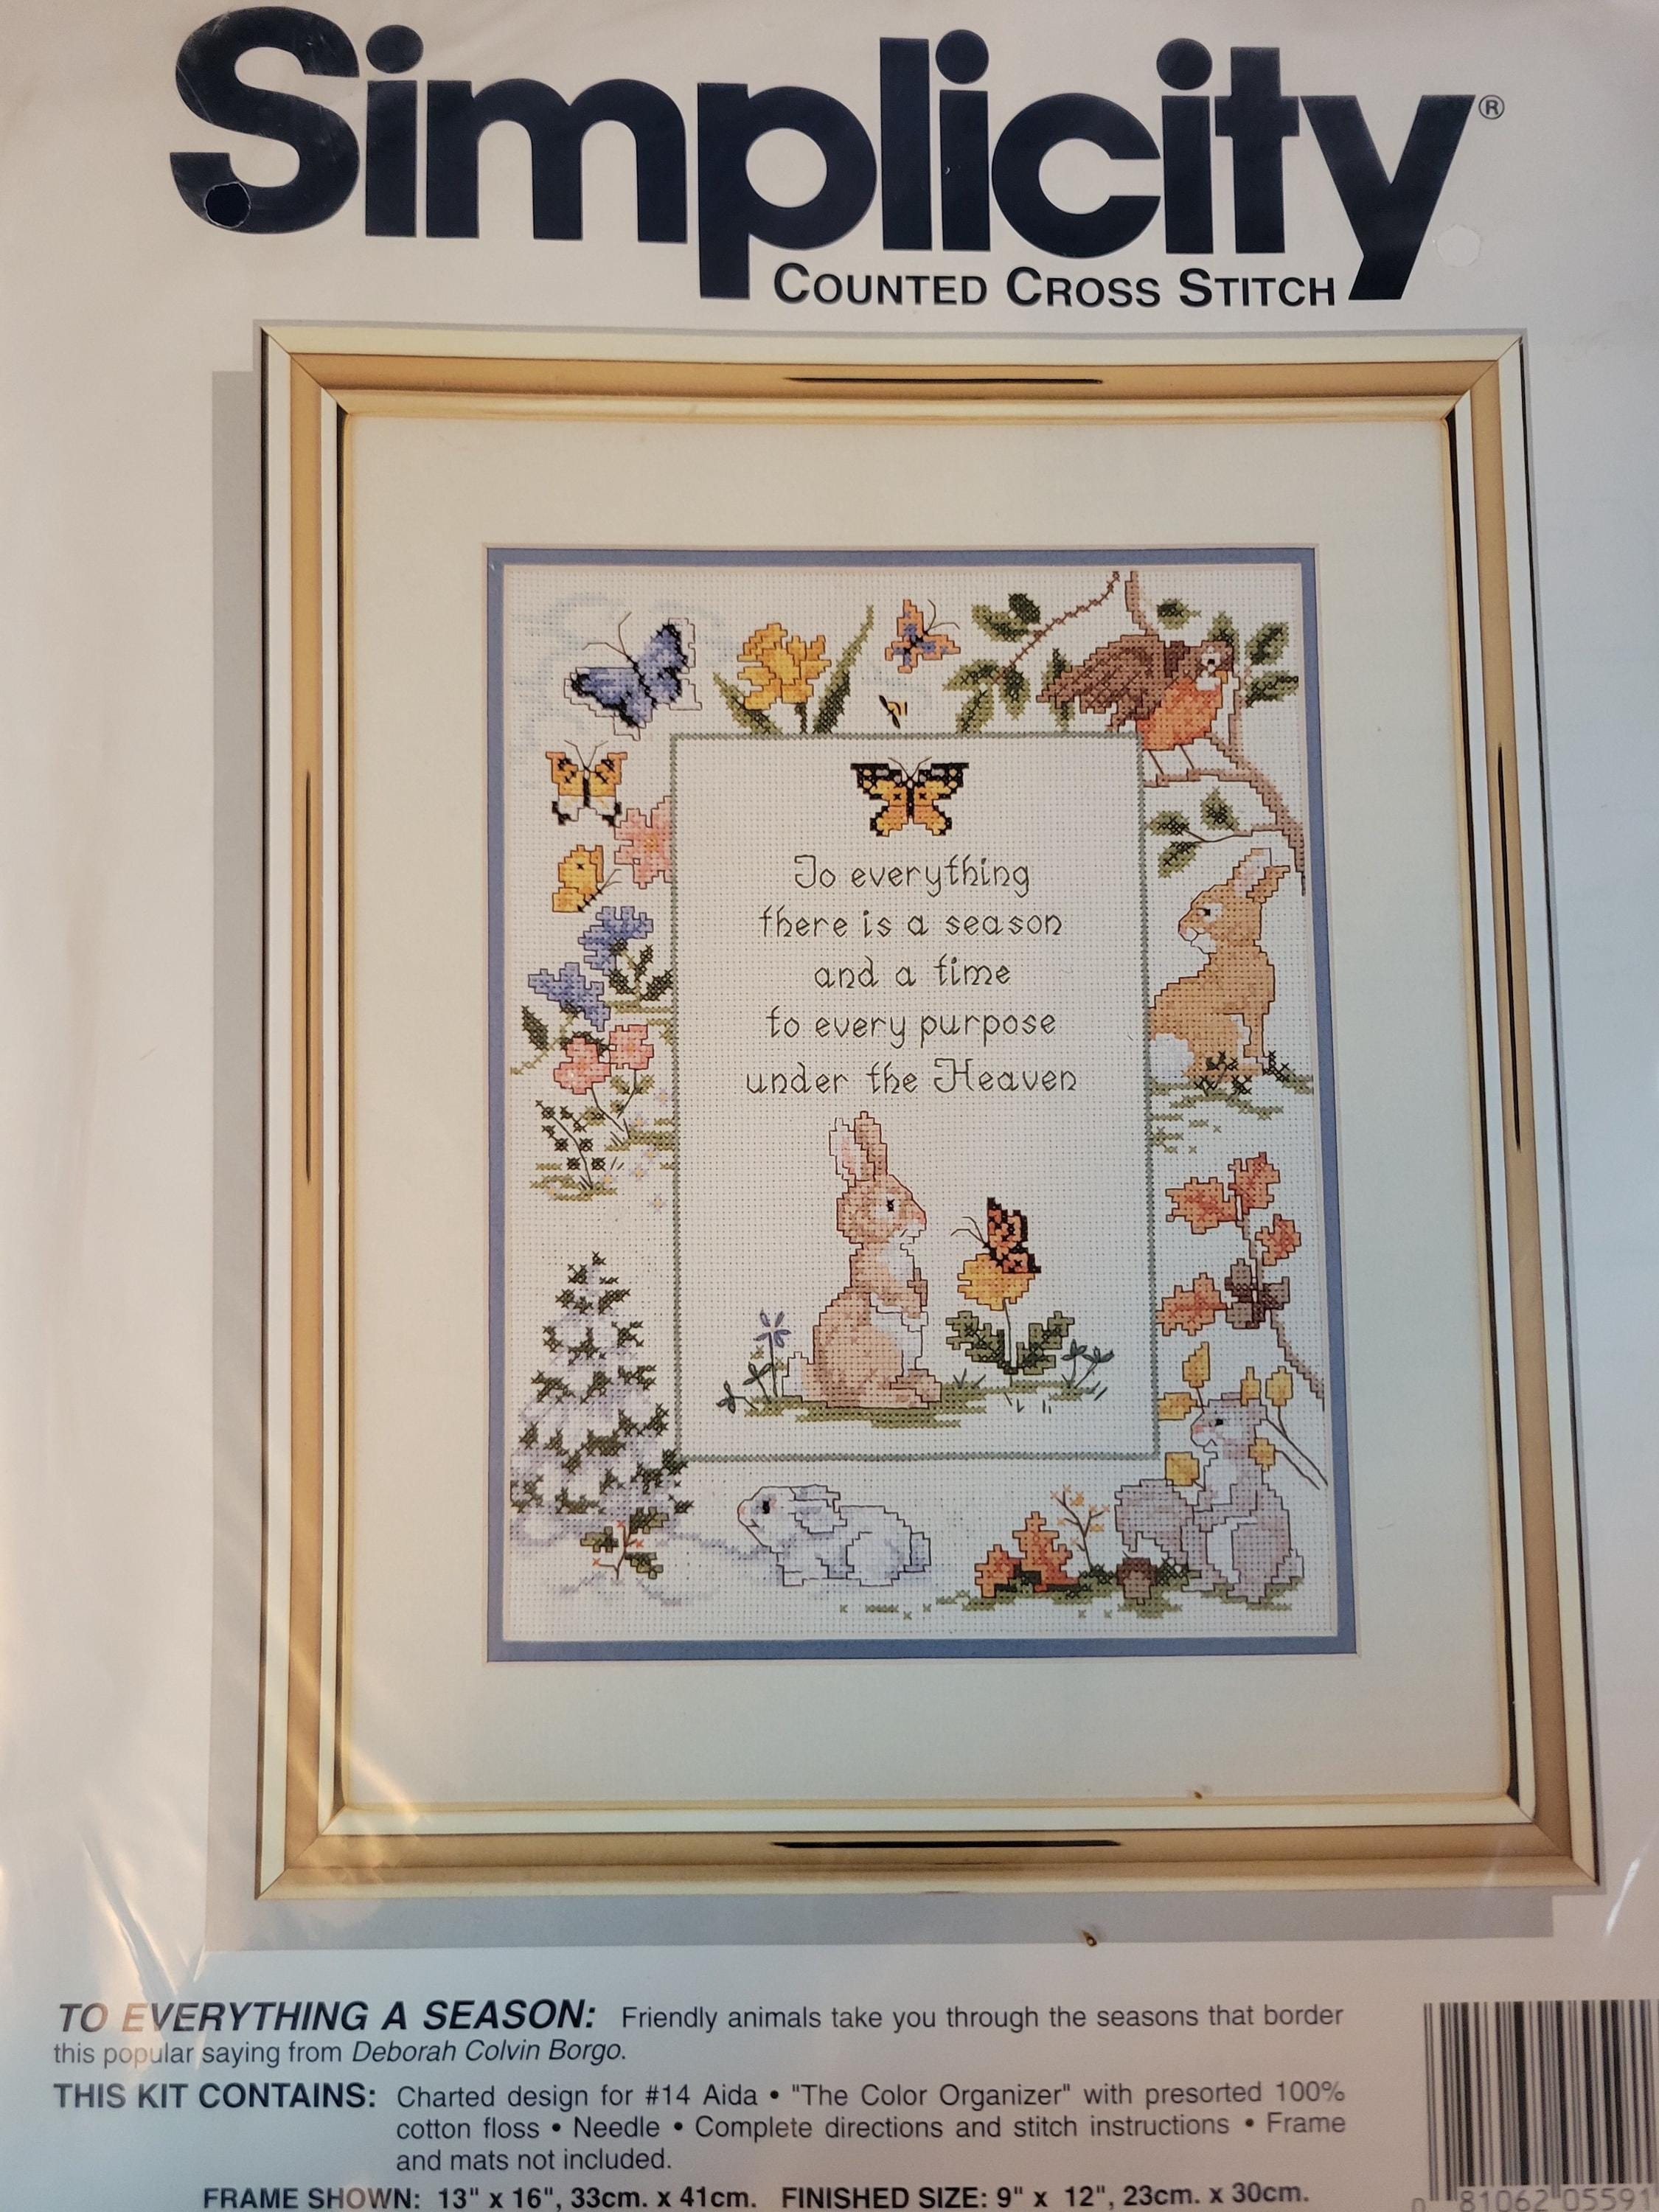 Simplicity®
COUNTED CROSS STITCH
To everything
there is a season
and a time
to every purpose
under the Heaven
TO EVERYTHING A SEASON: Friendly animals take you through the seasons that border
this popular saying from Deborah Colvin Borgo.
THIS KIT CONTAINS: Charted design for #14 Aida • "The Color Organizer" with presorted 100%
cotton floss • Needle • Complete directions and stitch instructions • Frame
and mats not included.
FRAME SHOWN: 13" x 16", 33cm. x 41cm. FINISHED SIZE: 9" x 12", 23cm. x 30cm.
0 81062 05591